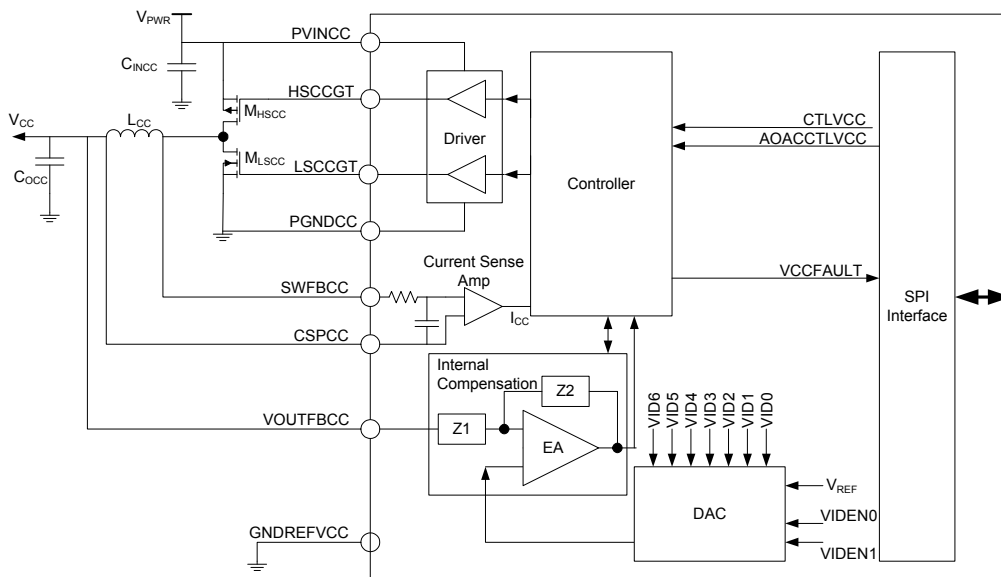 VPWR
PVINCC
CINCC
HSCCGT
MHSCC
VCC
LCC
MLSCC
LSCCGT
COCC
Driver
Controller
CTLVCC
AOACCTLVCC
PGNDCC
Current Sense
Amp
SWFBCC
ICC
VCCFAULT
SPI
Interface
CSPCC
Internal
Compensation
Z2
VOUTFBCC
Z1
EA
VID6
VID5
VID4
VID3
VID2
VID1
VID0
DAC
VREF
VIDEN0
VIDEN1
GNDREFVCC